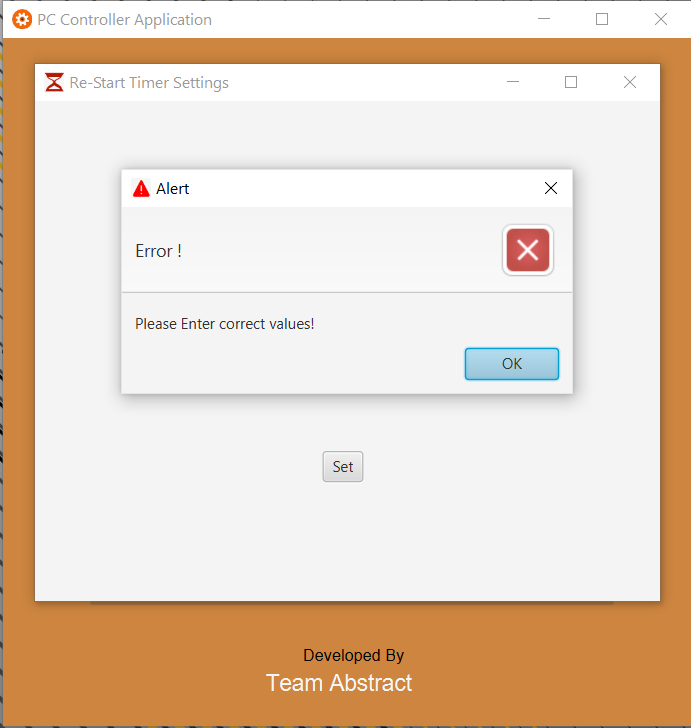 PC Controller Application
Re-Start Timer Settings
Alert
Error !
Please Enter correct values!
OK
Set
Developed By
Team Abstract